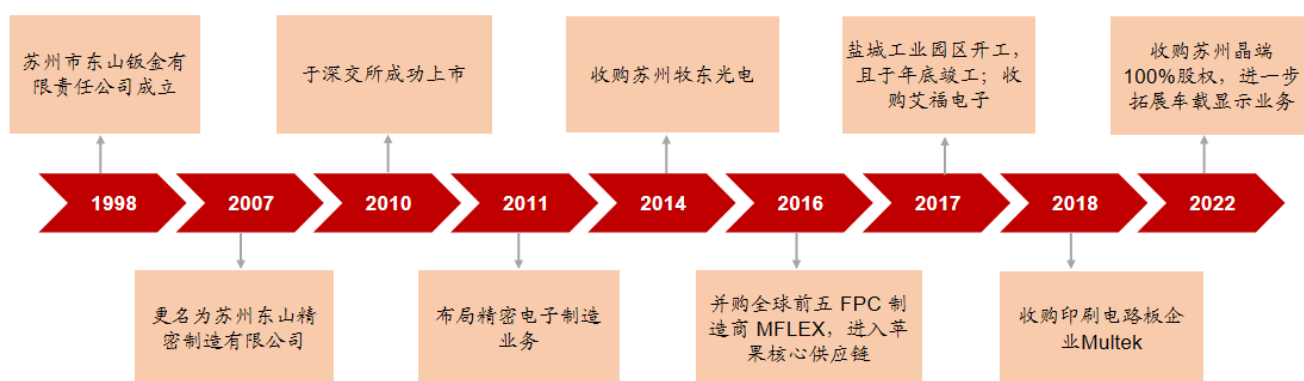 苏州市东山钣金有
限责任公司成立
于深交所成功上市
收购苏州牧东光电
盐城工业园区开工，
且于年底竣工；收
购艾福电子
收购苏州晶端
100%股权，进一步
拓展车载显示业务
1998
2007
2010
2011
2014
2016
2017
2018
2022
更名为苏州东山精
密制造有限公司
布局精密电子制造
业务
并购全球前五 FPC 制
造商 MFLEX，进入苹
果核心供应链
收购印刷电路板企
业Multek